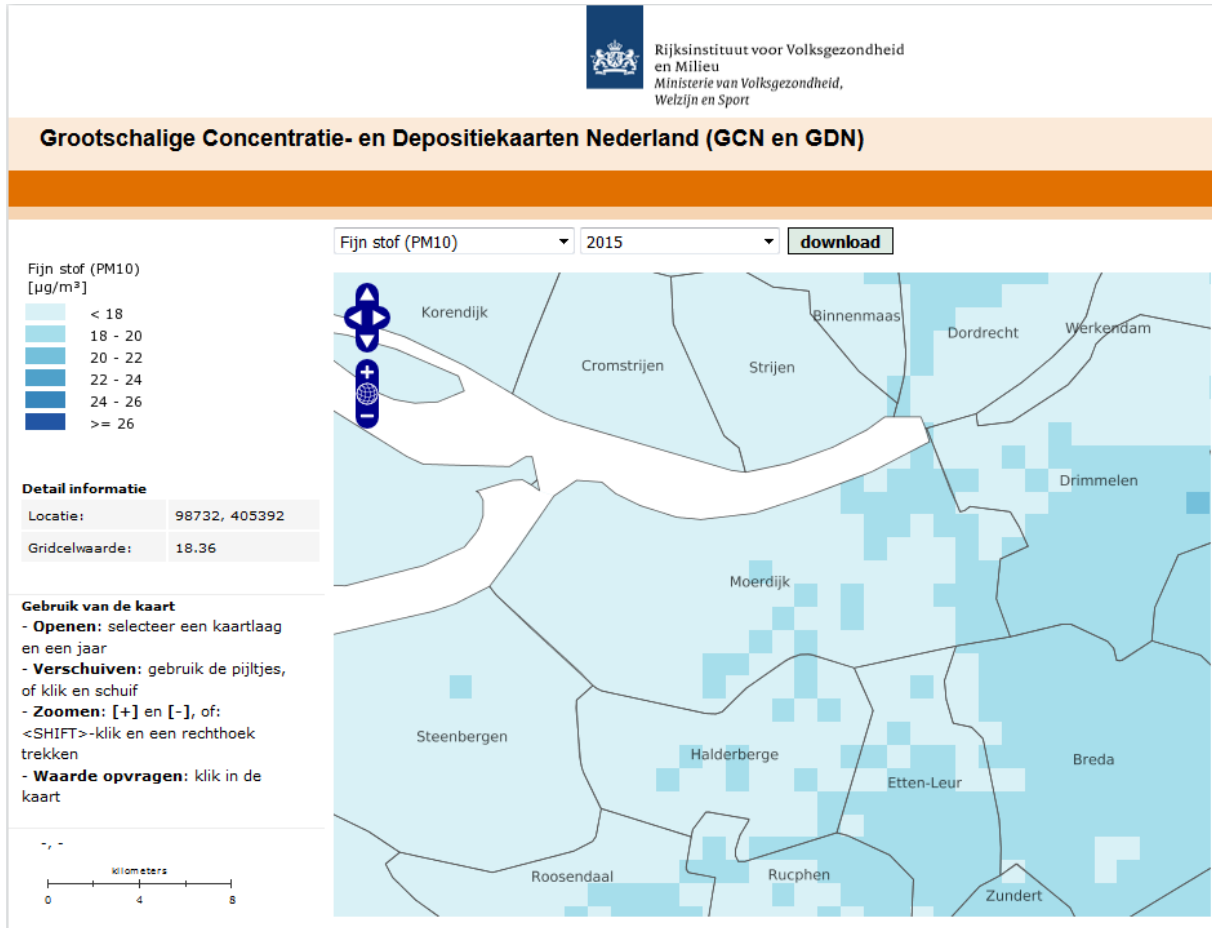 Rijksinstituut voor Volksgezondheid
en Milieu
Ministerie van Volksgezondheid,
Welzijn en Sport
Grootschalige Concentratie- en Depositiekaarten Nederland (GCN en GDN)
Fijn stof (PM10)
2015
download
Fijn stof (PM10)
[µg/m³]
< 18
18 - 20
20 - 22
22 - 24
24 - 26
>= 26
Detail informatie
Locatie: 98732, 405392
Gridcelwaarde: 18.36
Gebruik van de kaart
- Openen: selecteer een kaartlaag
en een jaar
- Verschuiven: gebruik de pijltjes,
of klik en schuif
- Zoomen: [+] en [-], of:
<SHIFT>-klik en een rechthoek
trekken
- Waarde opvragen: klik in de
kaart
-, -
kilometers
0 4 8
Korendijk
Binnenmaas
Dordrecht
Werkendam
Cromstrijen
Strijen
Drimmelen
Moerdijk
Steenbergen
Halderberge
Breda
Etten-Leur
Roosendaal
Rucphen
Zundert